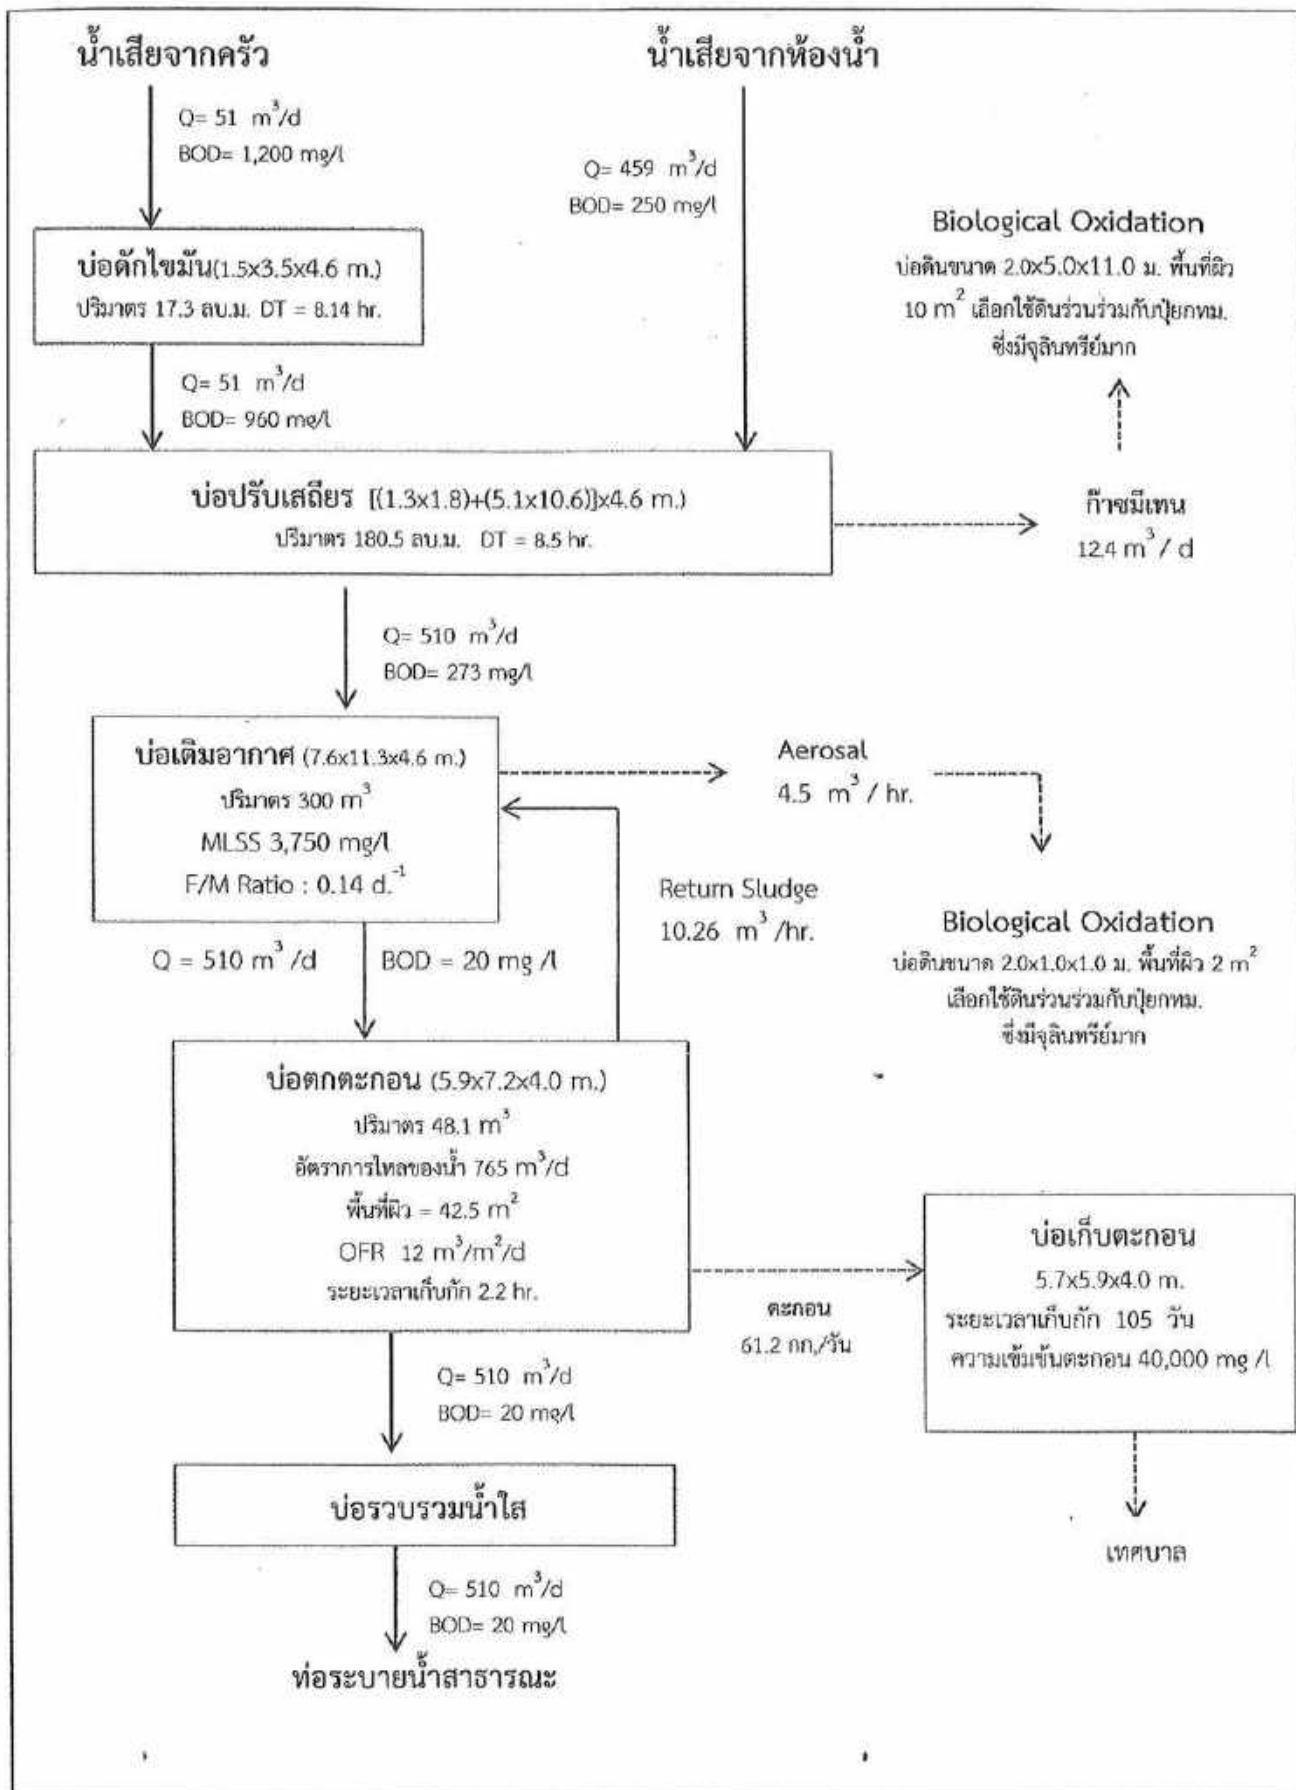 น้ำเสียจากครัว
น้ำเสียจากห้องน้ำ
Q= 51 m³/d
BOD= 1,200 mg/l
Q= 459 m³/d
BOD= 250 mg/l
บ่อดักไขมัน(1.5x3.5x4.6 m.)
ปริมาตร 17.3 ลบ.ม. DT = 8.14 hr.
Biological Oxidation
บ่อดินขนาด 2.0x5.0x11.0 ม. พื้นที่ผิว
10 m² เลือกใช้ดินร่วนร่วมกับปุ๋ยกทม.
ซึ่งมีจุลินทรีย์มาก
Q= 51 m³/d
BOD= 960 mg/l
บ่อปรับเสถียร [(1.3x1.8)+(5.1x10.6)]x4.6 m.)
ปริมาตร 180.5 ลบ.ม. DT = 8.5 hr.
ก๊าซมีเทน
12.4 m³/ d
Q= 510 m³/d
BOD= 273 mg/l
บ่อเติมอากาศ (7.6x11.3x4.6 m.)
ปริมาตร 300 m³
MLSS 3,750 mg/l
F/M Ratio : 0.14 d.⁻¹
Aerosal
4.5 m³/ hr.
Return Sludge
10.26 m³/hr.
Biological Oxidation
บ่อดินขนาด 2.0x1.0x1.0 ม. พื้นที่ผิว 2 m²
เลือกใช้ดินร่วนร่วมกับปุ๋ยกทม.
ซึ่งมีจุลินทรีย์มาก
Q = 510 m³/d BOD = 20 mg /l
บ่อตกตะกอน (5.9x7.2x4.0 m.)
ปริมาตร 48.1 m³
อัตราการไหลของน้ำ 765 m³/d
พื้นที่ผิว = 42.5 m²
OFR 12 m³/m²/d
ระยะเวลาเก็บกัก 2.2 hr.
ตะกอน
61.2 กก,/วัน
บ่อเก็บตะกอน
5.7x5.9x4.0 m.
ระยะเวลาเก็บกัก 105 วัน
ความเข้มข้นตะกอน 40,000 mg /l
Q= 510 m³/d
BOD= 20 mg/l
บ่อรวบรวมน้ำใส
เทศบาล
Q= 510 m³/d
BOD= 20 mg/l
ท่อระบายน้ำสาธารณะ